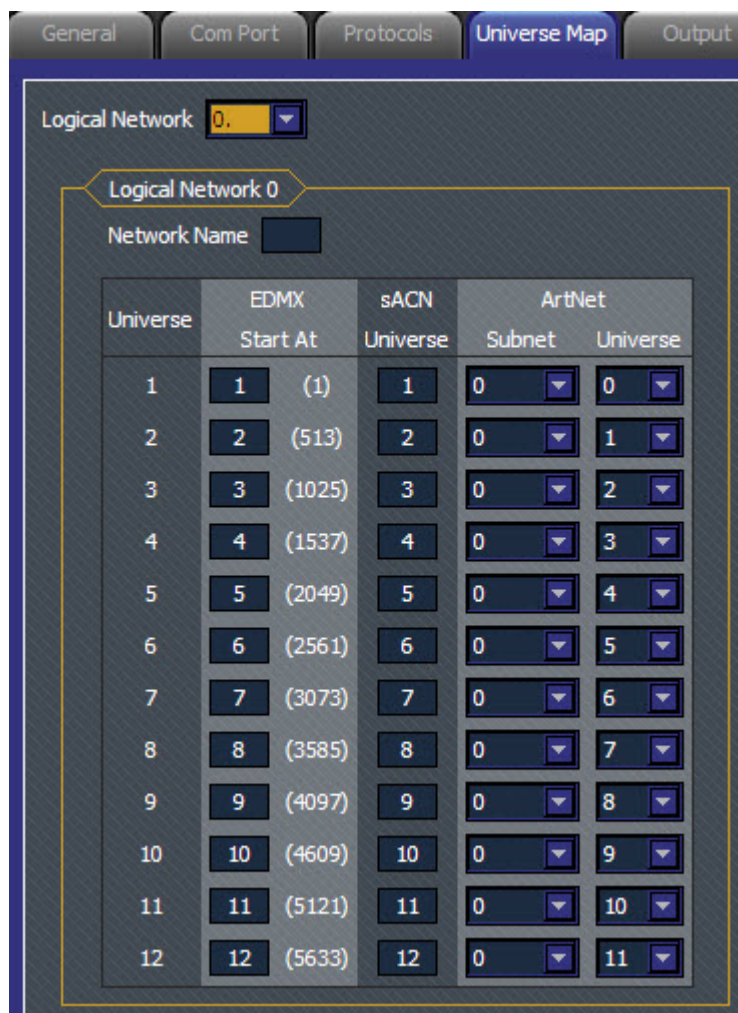 General Com Port Protocols Universe Map Output
Logical Network 0.
Logical Network 0
Network Name
EDMX sACN ArtNet
Universe Start At Universe Subnet Universe
1 1 (1) 1 0 0
2 2 (513) 2 0 1
3 3 (1025) 3 0 2
4 4 (1537) 4 0 3
5 5 (2049) 5 0 4
6 6 (2561) 6 0 5
7 7 (3073) 7 0 6
8 8 (3585) 8 0 7
9 9 (4097) 9 0 8
10 10 (4609) 10 0 9
11 11 (5121) 11 0 10
12 12 (5633) 12 0 11